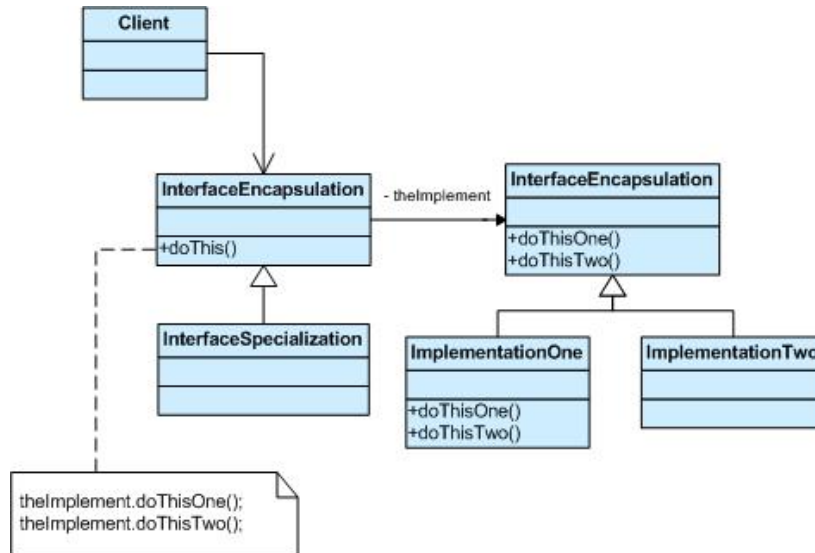 Client
InterfaceEncapsulation
+doThis()
- theImplement
InterfaceEncapsulation
+doThisOne()
+doThisTwo()
InterfaceSpecialization
ImplementationOne
+doThisOne()
+doThisTwo()
ImplementationTwo
theImplement.doThisOne();
theImplement.doThisTwo();